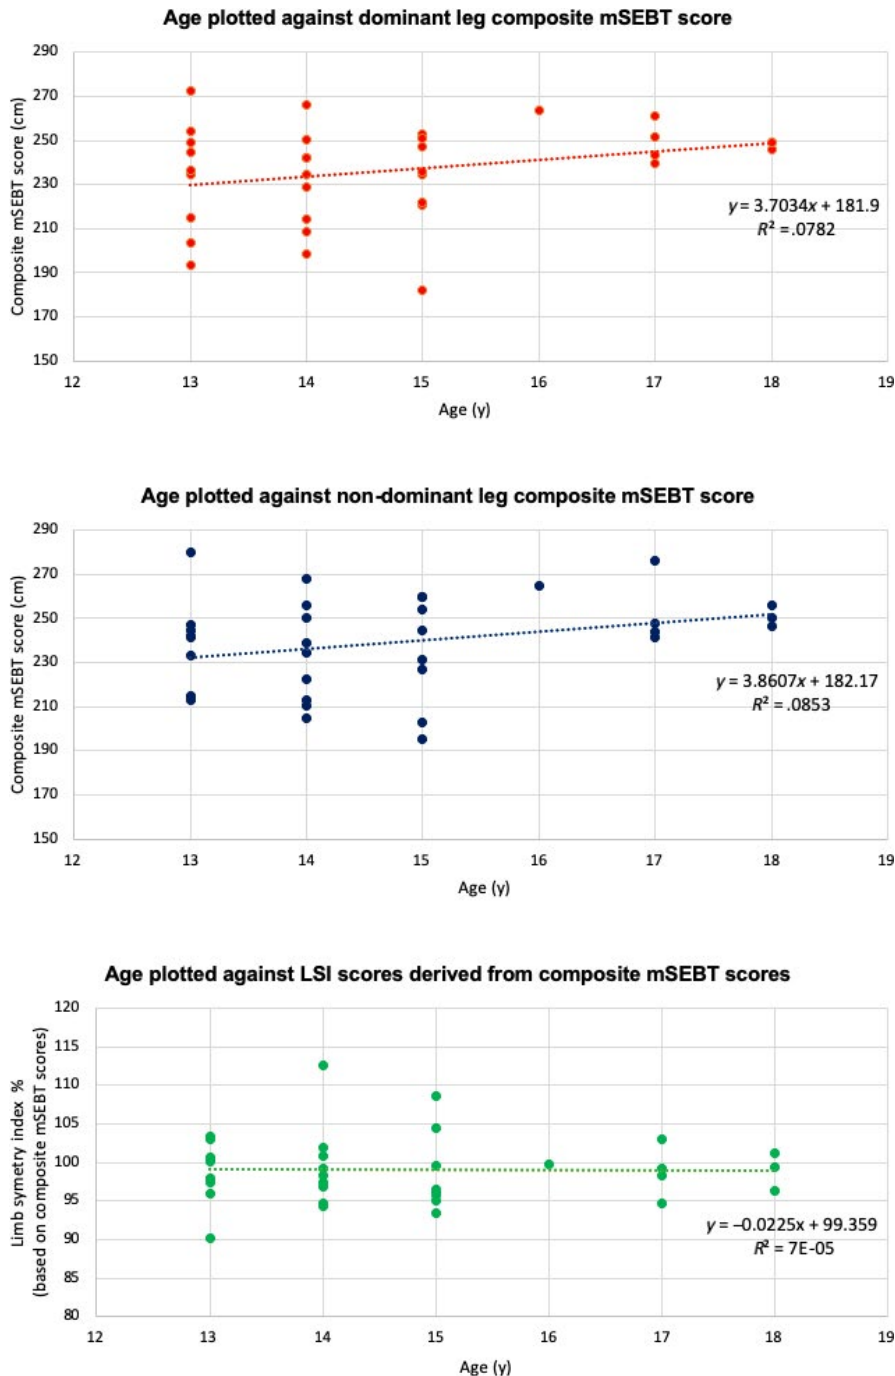 Age plotted against dominant leg composite mSEBT score
290
270
250
230
210
190
170
150
Composite mSEBT score (cm)
y = 3.7034x + 181.9
R² = .0782
12 13 14 15 16 17 18 19
Age (y)
Age plotted against non-dominant leg composite mSEBT score
290
270
250
230
210
190
170
150
Composite mSEBT score (cm)
y = 3.8607x + 182.17
R² = .0853
12 13 14 15 16 17 18 19
Age (y)
Age plotted against LSI scores derived from composite mSEBT scores
120
115
110
105
100
95
90
85
80
Limb symetry index %
(based on composite mSEBT scores)
y = –0.0225x + 99.359
R² = 7E-05
12 13 14 15 16 17 18 19
Age (y)